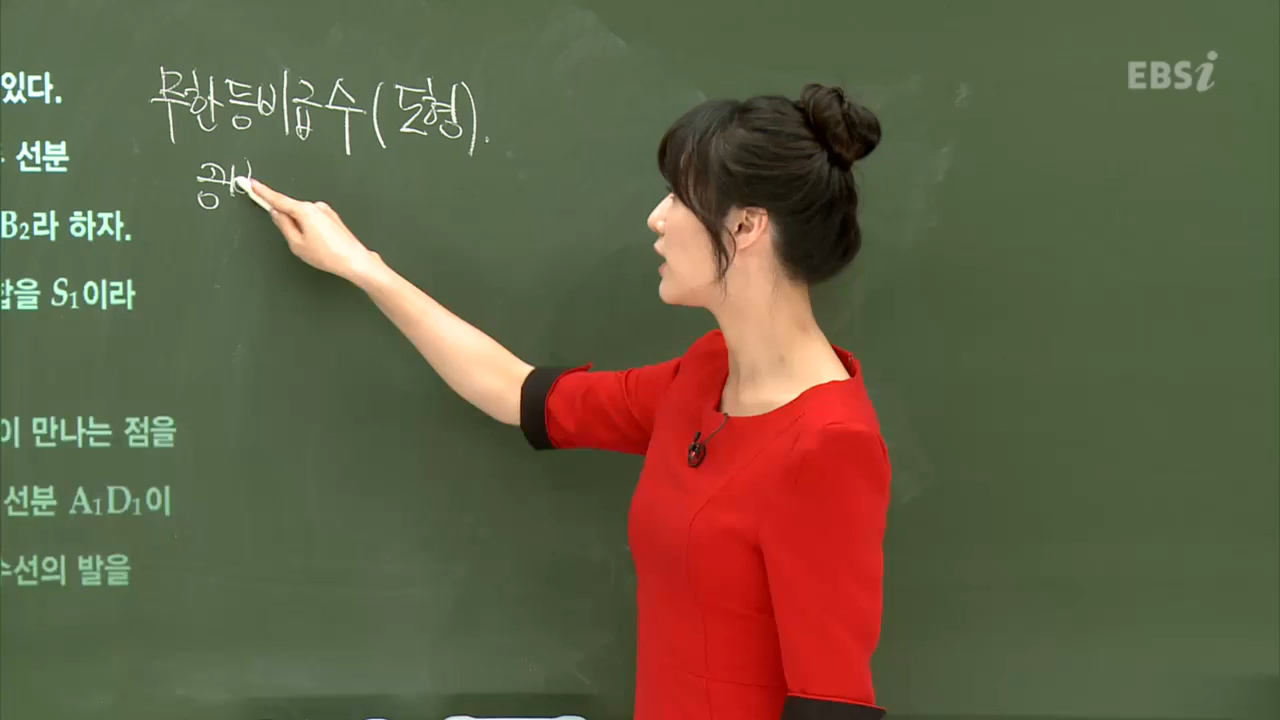 있다.
선분
B₂라 하자.
합을 S₁이라
이 만나는 점을
선분 A₁D₁이
수선의 발을
무한등비급수(도형).
공비
EBSi